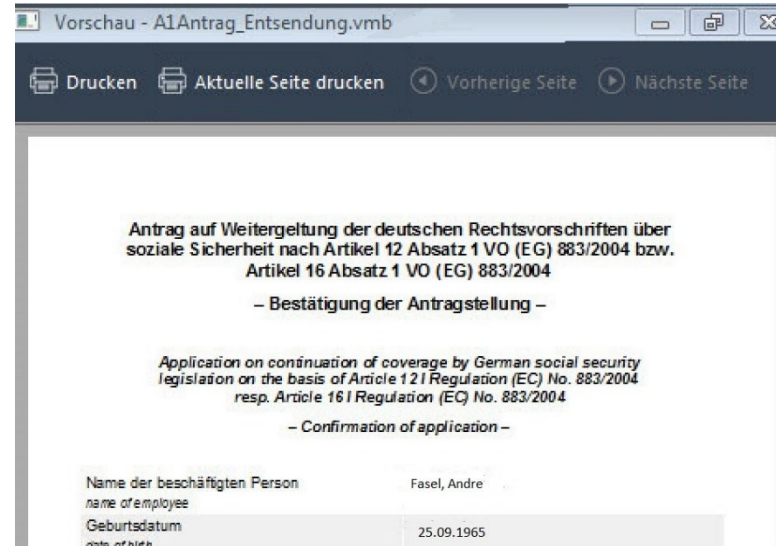 Vorschau - A1Antrag_Entsendung.vmb
Drucken Aktuelle Seite drucken Vorherige Seite Nächste Seite
Antrag auf Weitergeltung der deutschen Rechtsvorschriften über
soziale Sicherheit nach Artikel 12 Absatz 1 VO (EG) 883/2004 bzw.
Artikel 16 Absatz 1 VO (EG) 883/2004
– Bestätigung der Antragstellung –
Application on continuation of coverage by German social security
legislation on the basis of Article 12 I Regulation (EC) No. 883/2004
resp. Article 16 I Regulation (EC) No. 883/2004
– Confirmation of application –
Name der beschäftigten Person Fasel, Andre
name of employee
Geburtsdatum 25.09.1965
date of birth